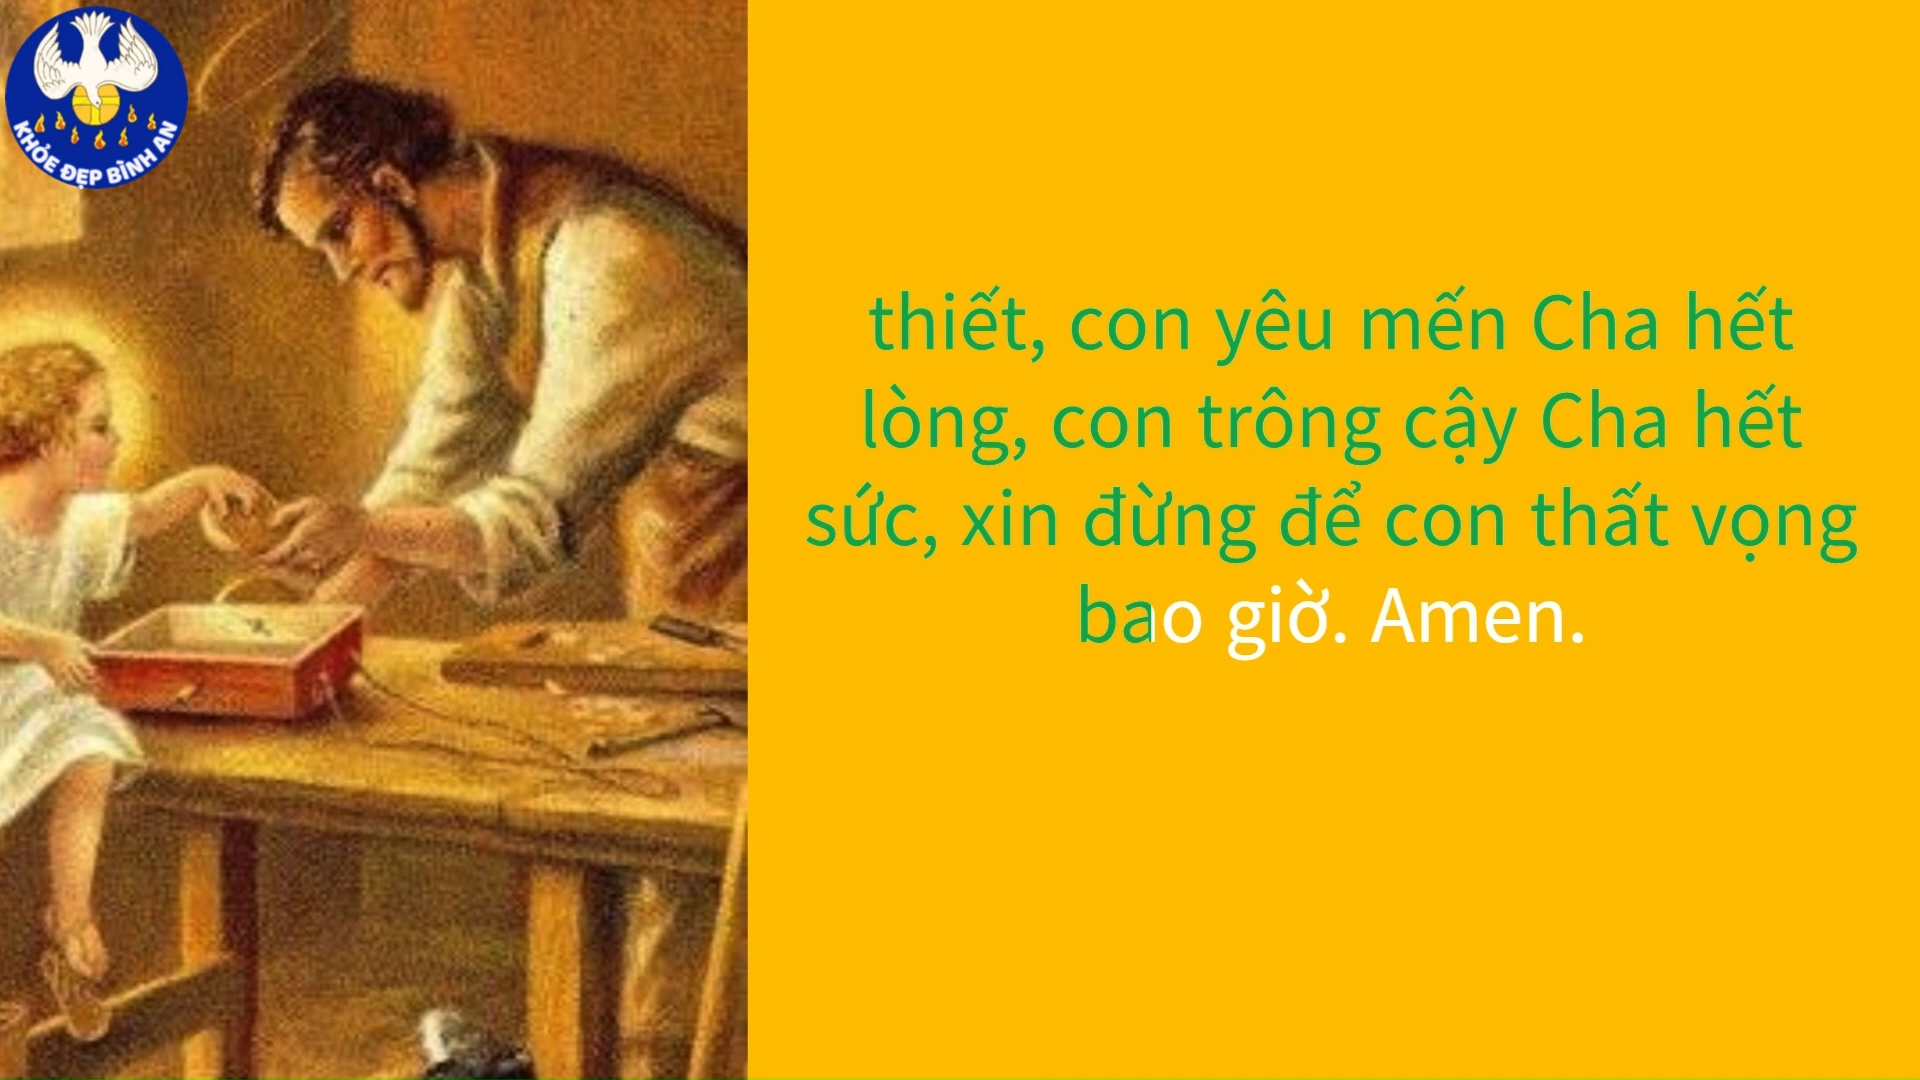 KHỎE ĐẸP BÌNH AN
thiết, con yêu mến Cha hết
lòng, con trông cậy Cha hết
sức, xin đừng để con thất vọng
bao giờ. Amen.